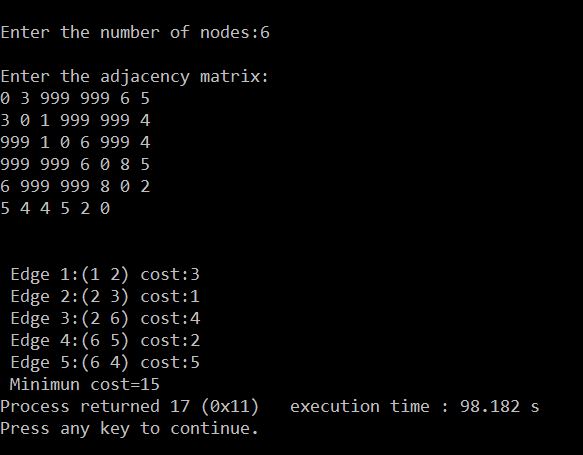 Enter the number of nodes:6
Enter the adjacency matrix:
0 3 999 999 6 5
3 0 1 999 999 4
999 1 0 6 999 4
999 999 6 0 8 5
6 999 999 8 0 2
5 4 4 5 2 0
Edge 1:(1 2) cost:3
Edge 2:(2 3) cost:1
Edge 3:(2 6) cost:4
Edge 4:(6 5) cost:2
Edge 5:(6 4) cost:5
Minimun cost=15
Process returned 17 (0x11)   execution time : 98.182 s
Press any key to continue.